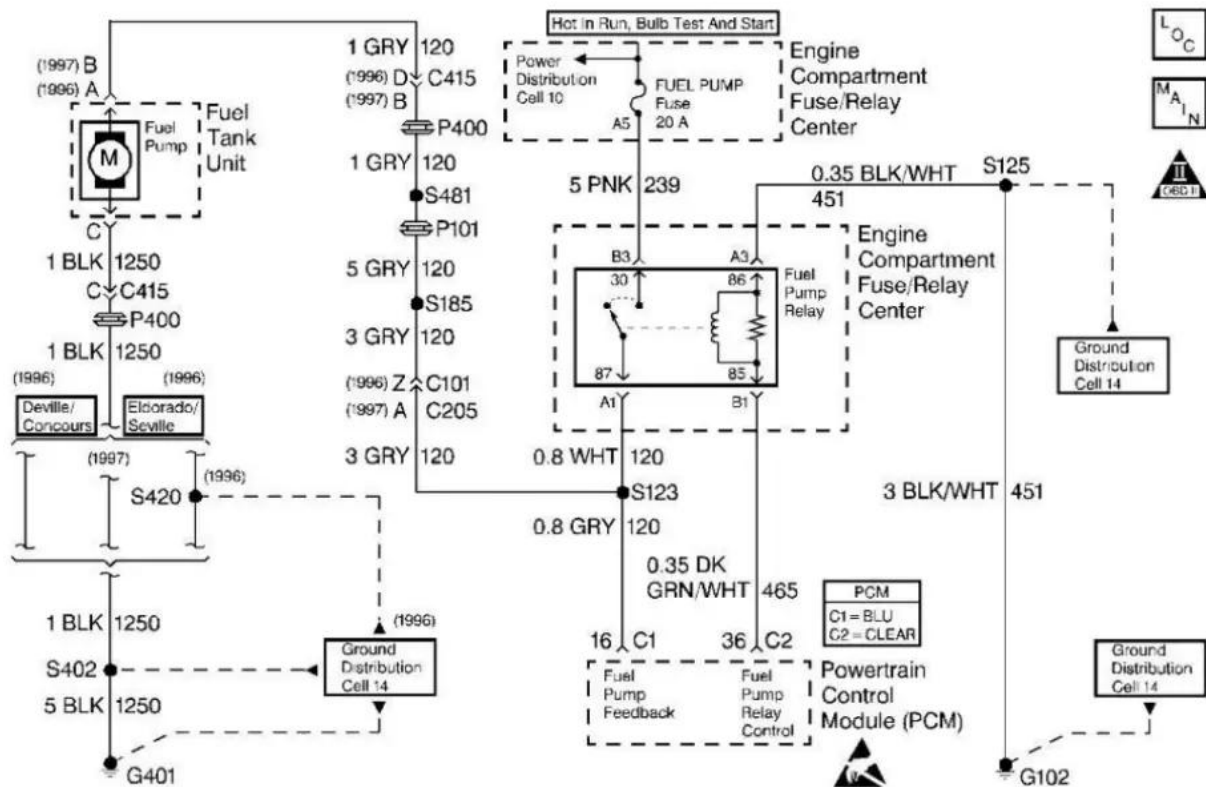 Hot In Run, Bulb Test And Start
Power
Distribution
Cell 10
FUEL PUMP
Fuse
20 A
A5
Engine
Compartment
Fuse/Relay
Center
L
O
C
M
A
I
N
II
OBD II
(1997) B
(1996) A
Fuel
Pump
M
Fuel
Tank
Unit
C
1 BLK 1250
C C415
P400
1 BLK 1250
(1996) (1996)
Deville/
Concours
Eldorado/
Seville
(1997)
(1996)
S420
1 BLK 1250
(1996)
S402
Ground
Distribution
Cell 14
5 BLK 1250
G401
1 GRY 120
(1996) D C415
(1997) B
P400
1 GRY 120
S481
P101
5 GRY 120
S185
3 GRY 120
(1996) Z C101
(1997) A C205
3 GRY 120
5 PNK 239
0.35 BLK/WHT
451
S125
B3 A3
30 86
Fuel
Pump
Relay
Engine
Compartment
Fuse/Relay
Center
87 85
A1 B1
0.8 WHT 120
S123
0.8 GRY 120
0.35 DK
GRN/WHT 465
16 C1 36 C2
Fuel
Pump
Feedback
Fuel
Pump
Relay
Control
PCM
C1 = BLU
C2 = CLEAR
Powertrain
Control
Module (PCM)
Ground
Distribution
Cell 14
3 BLK/WHT 451
Ground
Distribution
Cell 14
G102